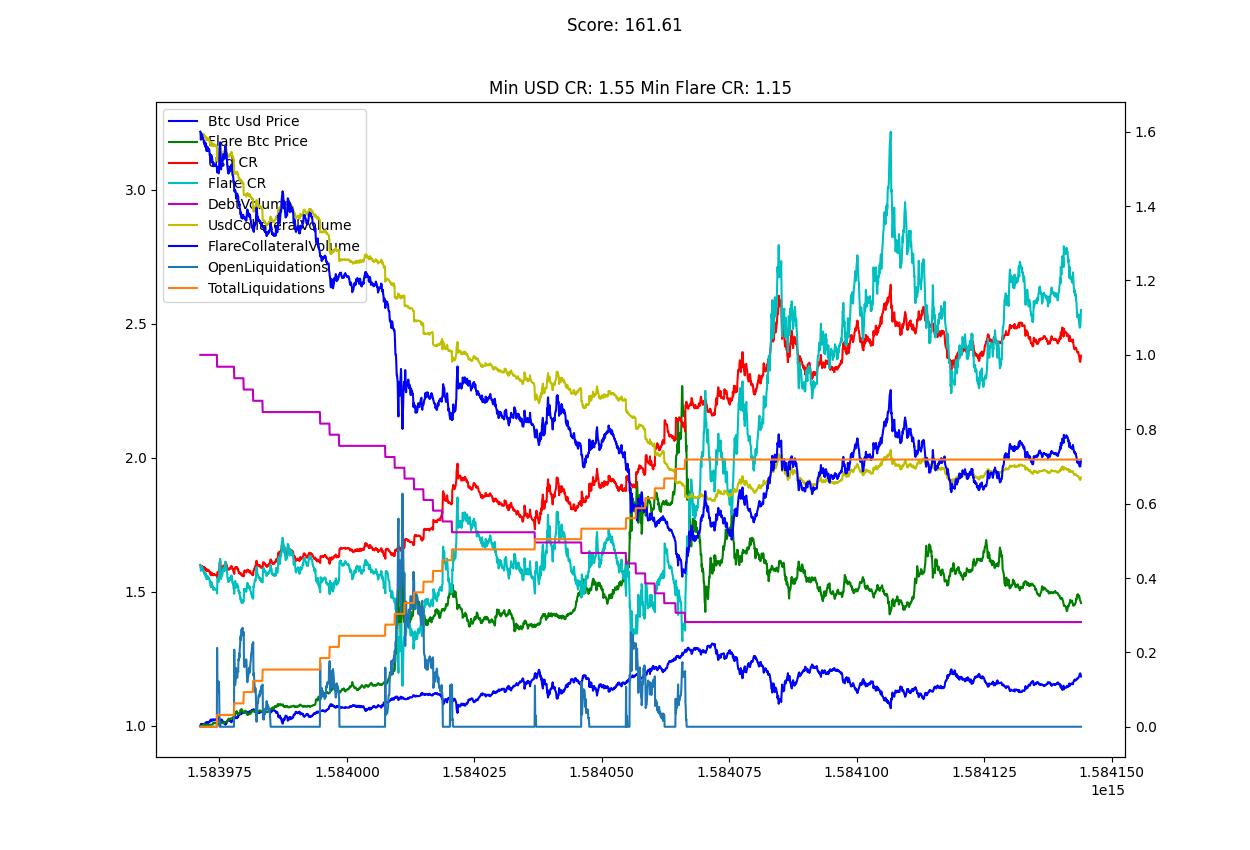 Score: 161.61
Min USD CR: 1.55 Min Flare CR: 1.15
Btc Usd Price
Flare Btc Price
Usd CR
Flare CR
DebtVolume
UsdCollateralVolume
FlareCollateralVolume
OpenLiquidations
TotalLiquidations
3.0
2.5
2.0
1.5
1.0
1.6
1.4
1.2
1.0
0.8
0.6
0.4
0.2
0.0
1.583975
1.584000
1.584025
1.584050
1.584075
1.584100
1.584125
1.584150
1e15